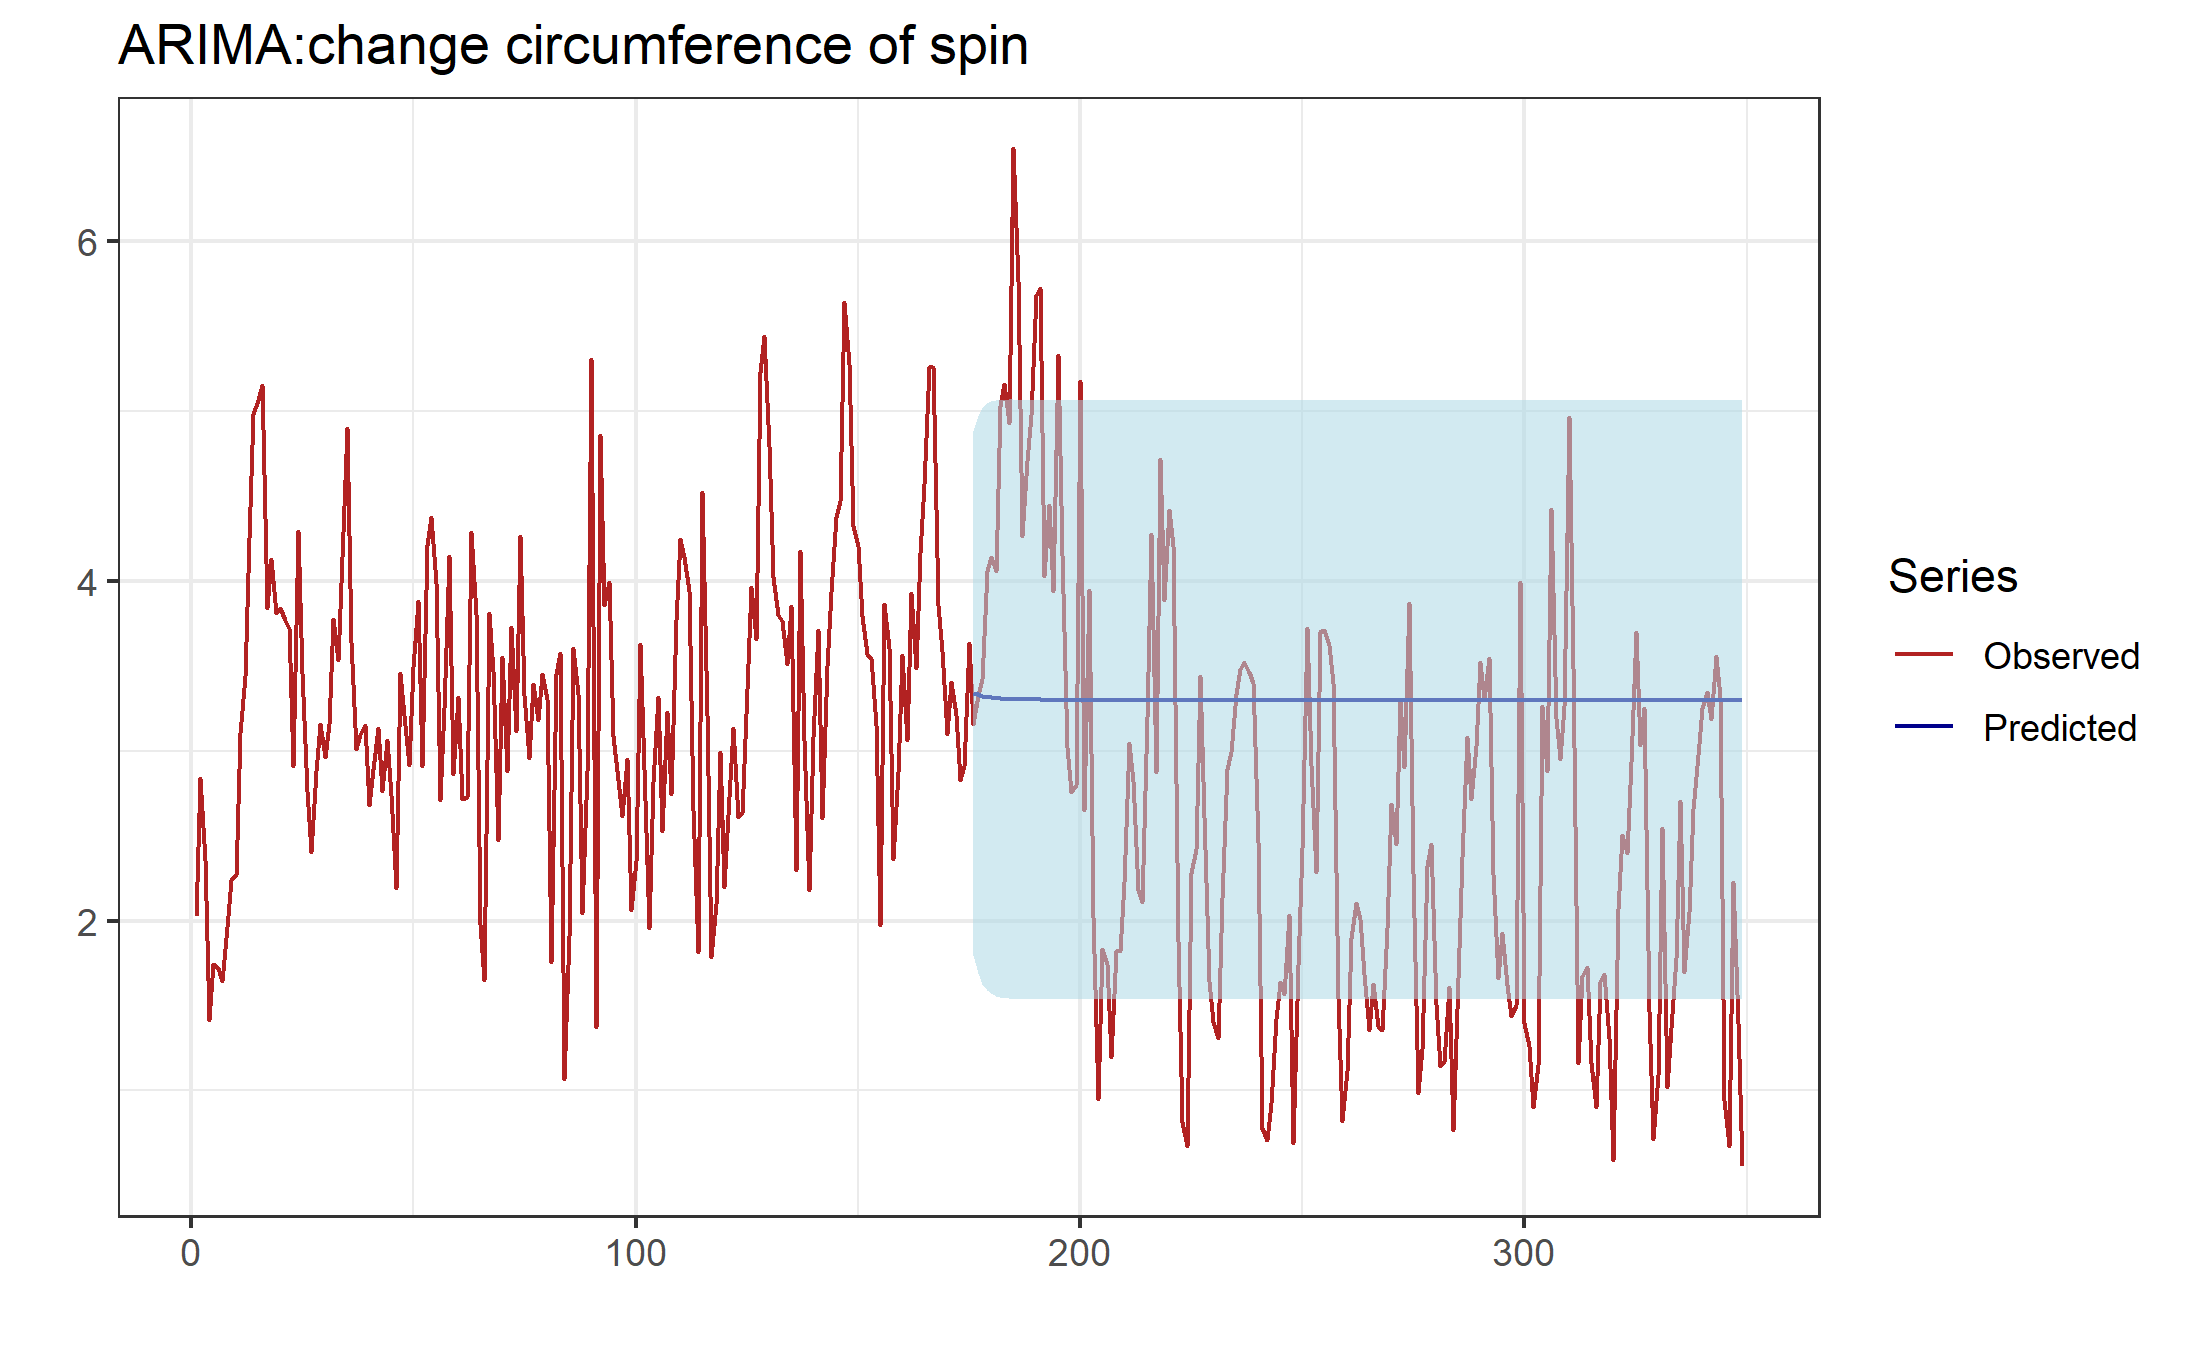 ARIMA:change circumference of spin
6
4
2
0 100 200 300
Series
Observed
Predicted